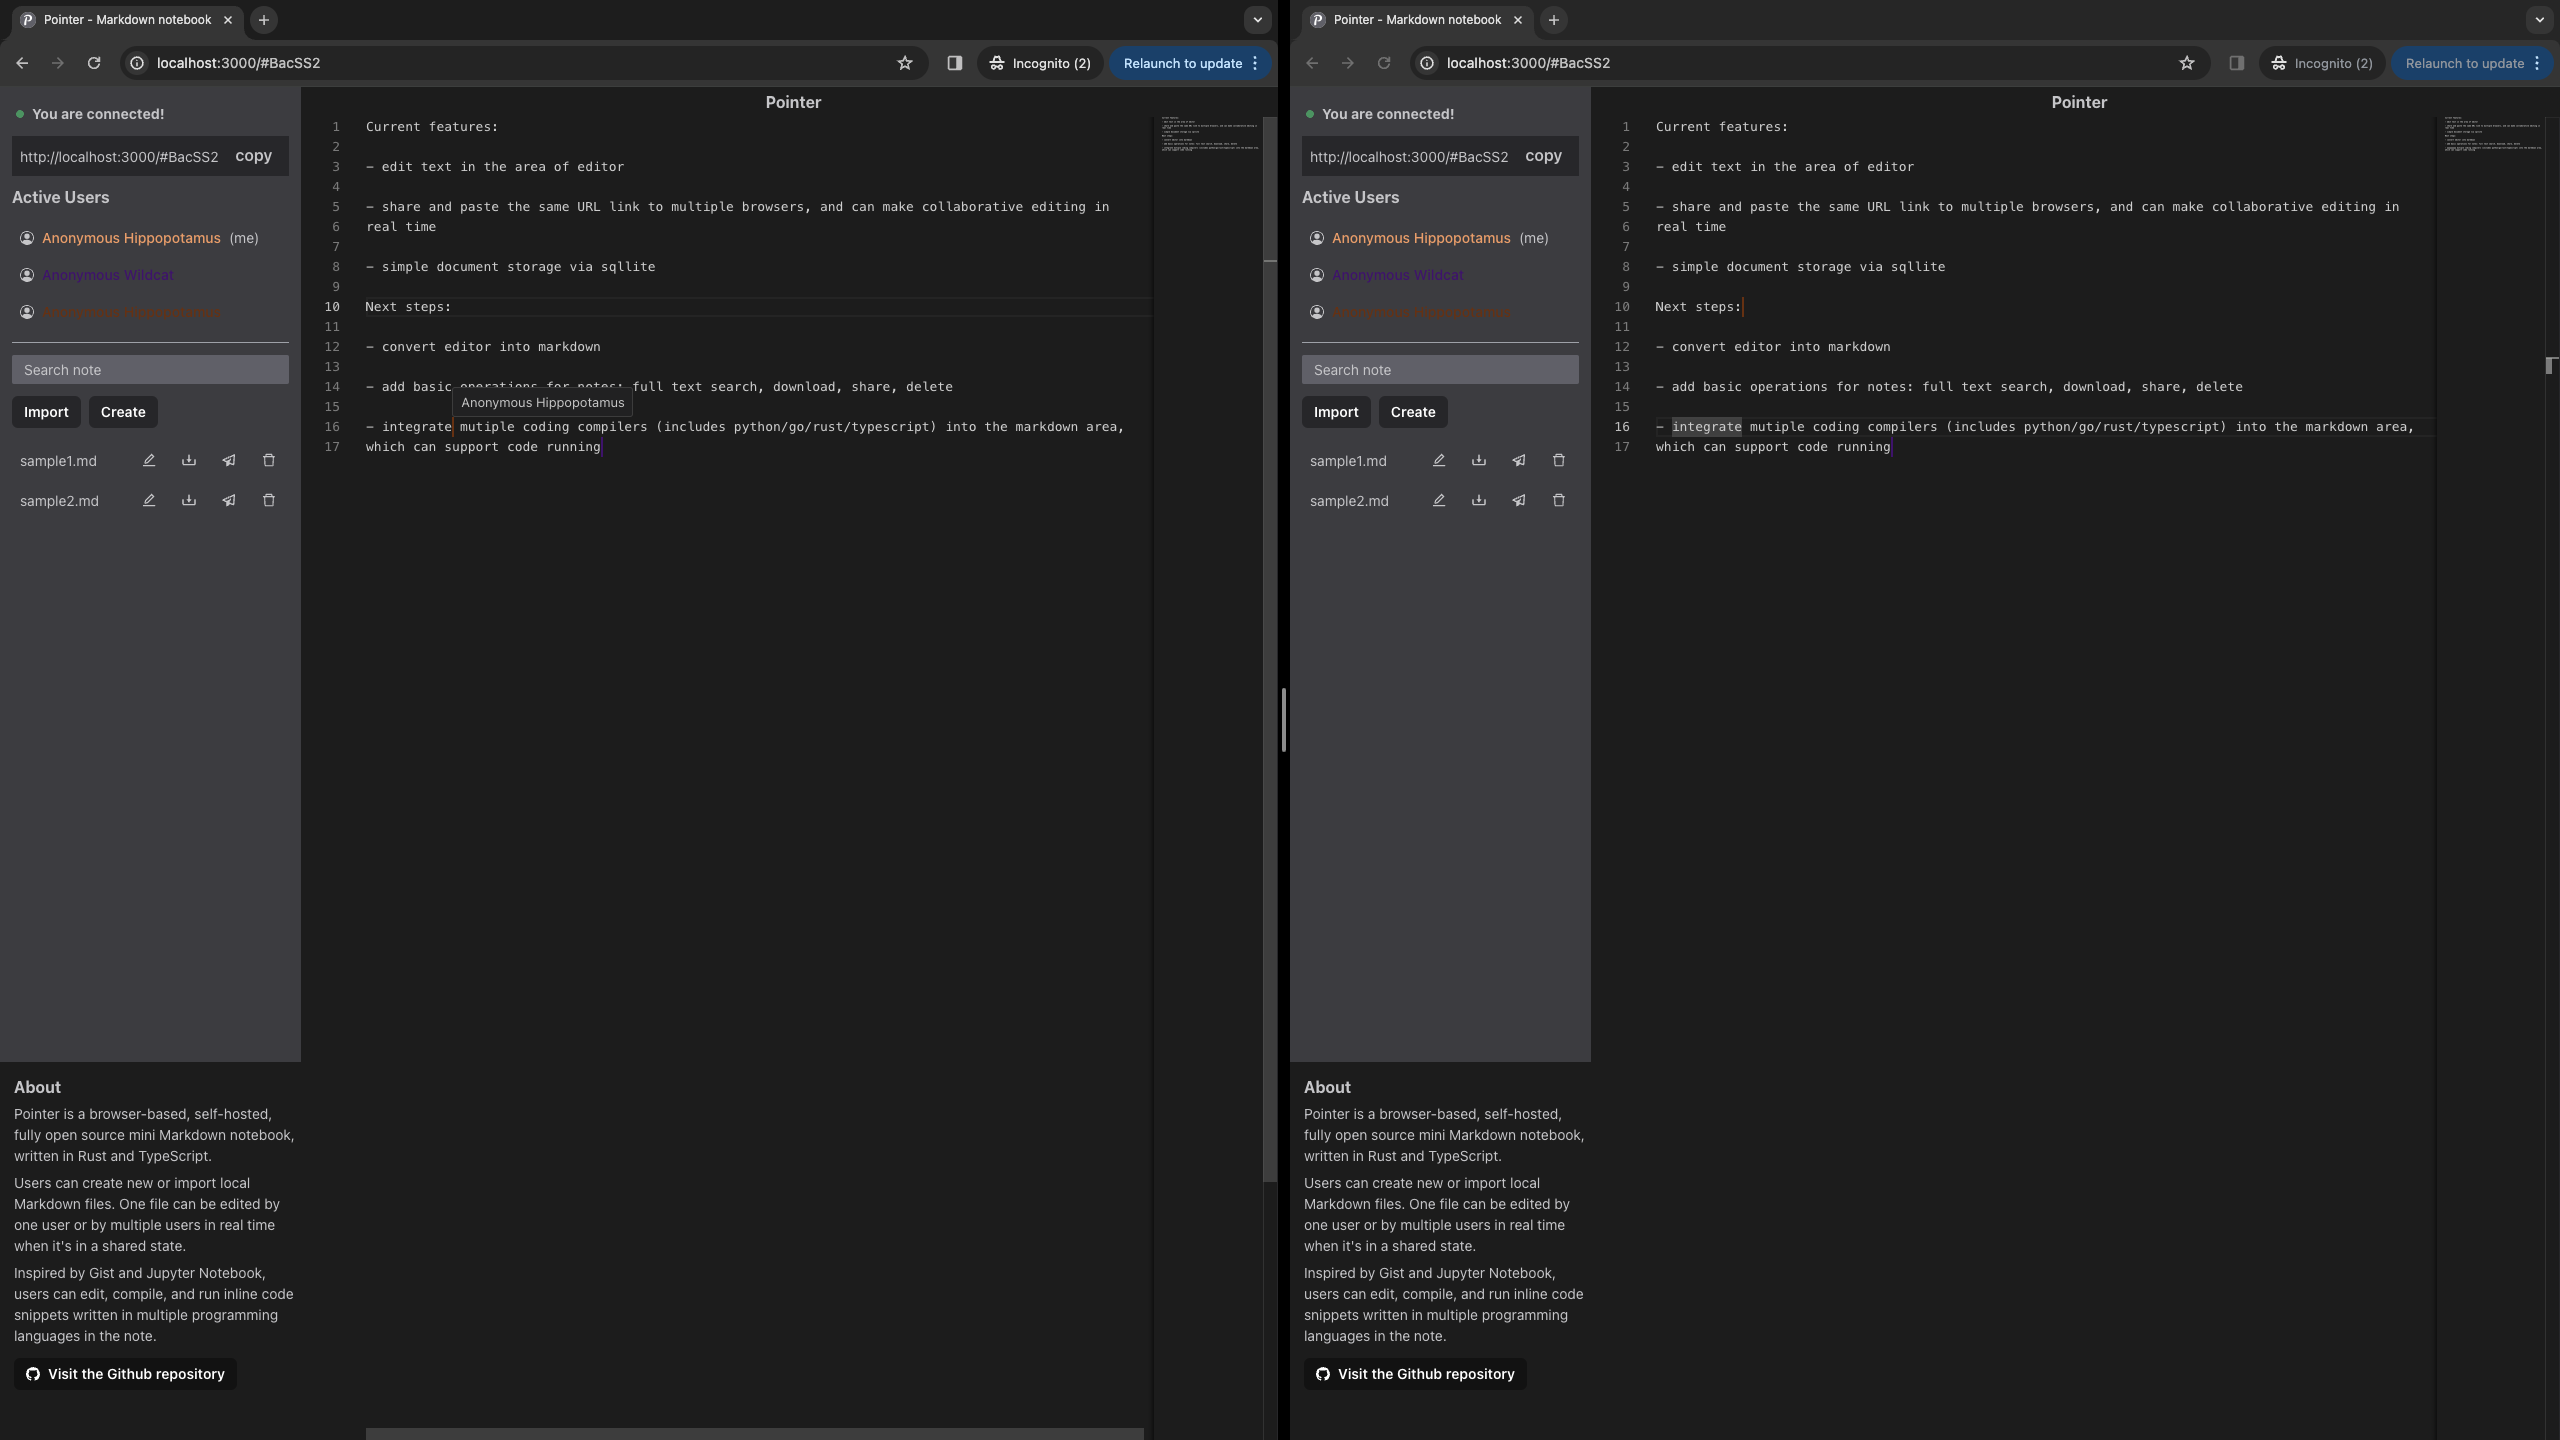 Pointer - Markdown notebook
localhost:3000/#BacSS2
Incognito (2)
Relaunch to update
You are connected!
http://localhost:3000/#BacSS2 copy
Active Users
Anonymous Hippopotamus (me)
Anonymous Wildcat
Anonymous Hippopotamus
Search note
Import Create
sample1.md
sample2.md
About
Pointer is a browser-based, self-hosted,
fully open source mini Markdown notebook,
written in Rust and TypeScript.
Users can create new or import local
Markdown files. One file can be edited by
one user or by multiple users in real time
when it's in a shared state.
Inspired by Gist and Jupyter Notebook,
users can edit, compile, and run inline code
snippets written in multiple programming
languages in the note.
Visit the Github repository
Pointer
1 Current features:
2
3 - edit text in the area of editor
4
5 - share and paste the same URL link to multiple browsers, and can make collaborative editing in
6 real time
7
8 - simple document storage via sqllite
9
10 Next steps:
11
12 - convert editor into markdown
13
14 - add basic operations for notes: full text search, download, share, delete
Anonymous Hippopotamus
15
16 - integrate mutiple coding compilers (includes python/go/rust/typescript) into the markdown area,
17 which can support code running
Pointer - Markdown notebook
localhost:3000/#BacSS2
Incognito (2)
Relaunch to update
You are connected!
http://localhost:3000/#BacSS2 copy
Active Users
Anonymous Hippopotamus (me)
Anonymous Wildcat
Anonymous Hippopotamus
Search note
Import Create
sample1.md
sample2.md
About
Pointer is a browser-based, self-hosted,
fully open source mini Markdown notebook,
written in Rust and TypeScript.
Users can create new or import local
Markdown files. One file can be edited by
one user or by multiple users in real time
when it's in a shared state.
Inspired by Gist and Jupyter Notebook,
users can edit, compile, and run inline code
snippets written in multiple programming
languages in the note.
Visit the Github repository
Pointer
1 Current features:
2
3 - edit text in the area of editor
4
5 - share and paste the same URL link to multiple browsers, and can make collaborative editing in
6 real time
7
8 - simple document storage via sqllite
9
10 Next steps:
11
12 - convert editor into markdown
13
14 - add basic operations for notes: full text search, download, share, delete
15
16 - integrate mutiple coding compilers (includes python/go/rust/typescript) into the markdown area,
17 which can support code running